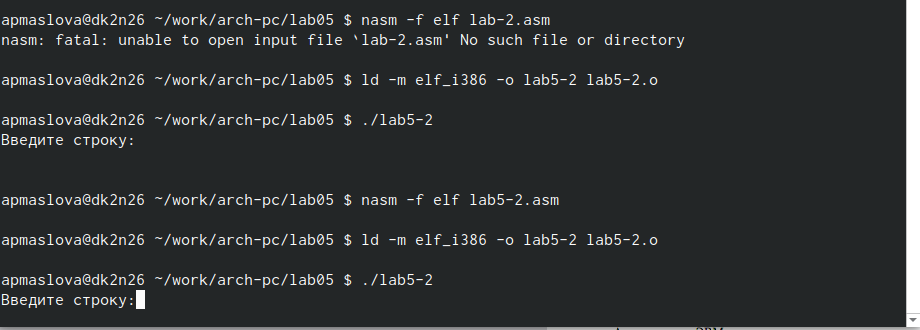 apmaslova@dk2n26 ~/work/arch-pc/lab05 $ nasm -f elf lab-2.asm
nasm: fatal: unable to open input file `lab-2.asm' No such file or directory
apmaslova@dk2n26 ~/work/arch-pc/lab05 $ ld -m elf_i386 -o lab5-2 lab5-2.o
apmaslova@dk2n26 ~/work/arch-pc/lab05 $ ./lab5-2
Введите строку:
apmaslova@dk2n26 ~/work/arch-pc/lab05 $ nasm -f elf lab5-2.asm
apmaslova@dk2n26 ~/work/arch-pc/lab05 $ ld -m elf_i386 -o lab5-2 lab5-2.o
apmaslova@dk2n26 ~/work/arch-pc/lab05 $ ./lab5-2
Введите строку: